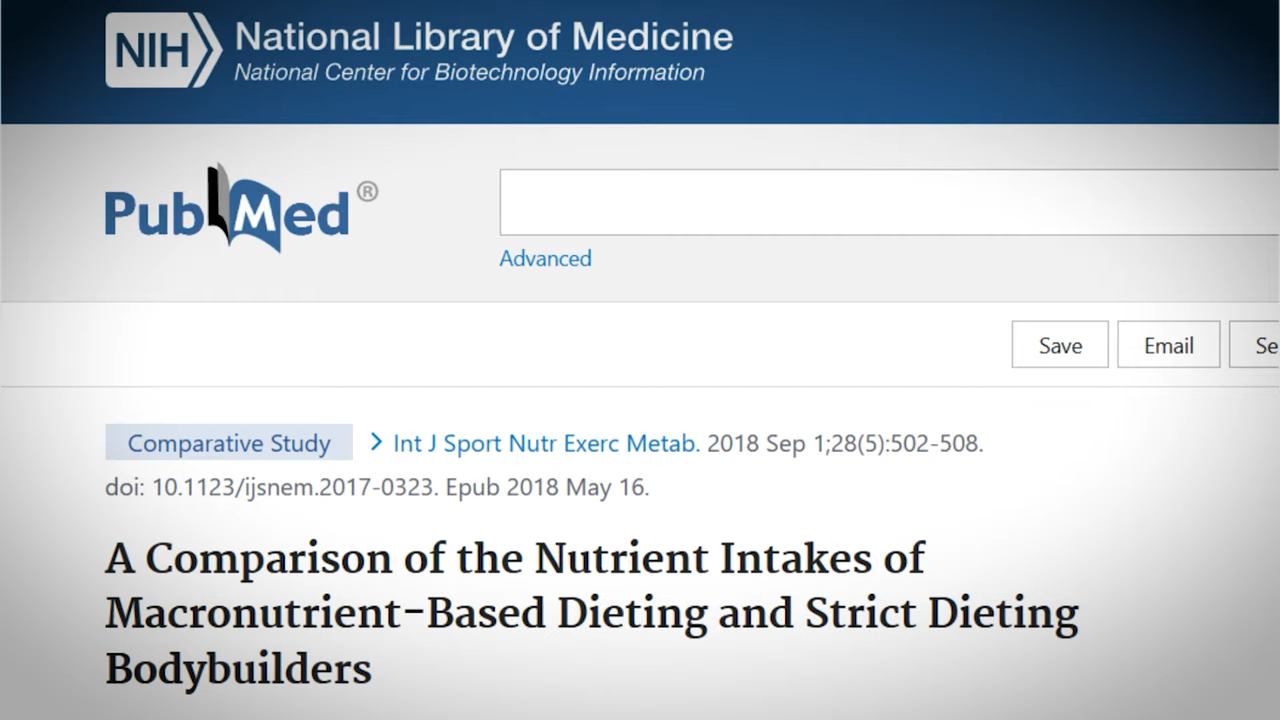 NIH National Library of Medicine
National Center for Biotechnology Information
PubMed®
Advanced
Save Email Se
Comparative Study > Int J Sport Nutr Exerc Metab. 2018 Sep 1;28(5):502-508.
doi: 10.1123/ijsnem.2017-0323. Epub 2018 May 16.
A Comparison of the Nutrient Intakes of
Macronutrient-Based Dieting and Strict Dieting
Bodybuilders